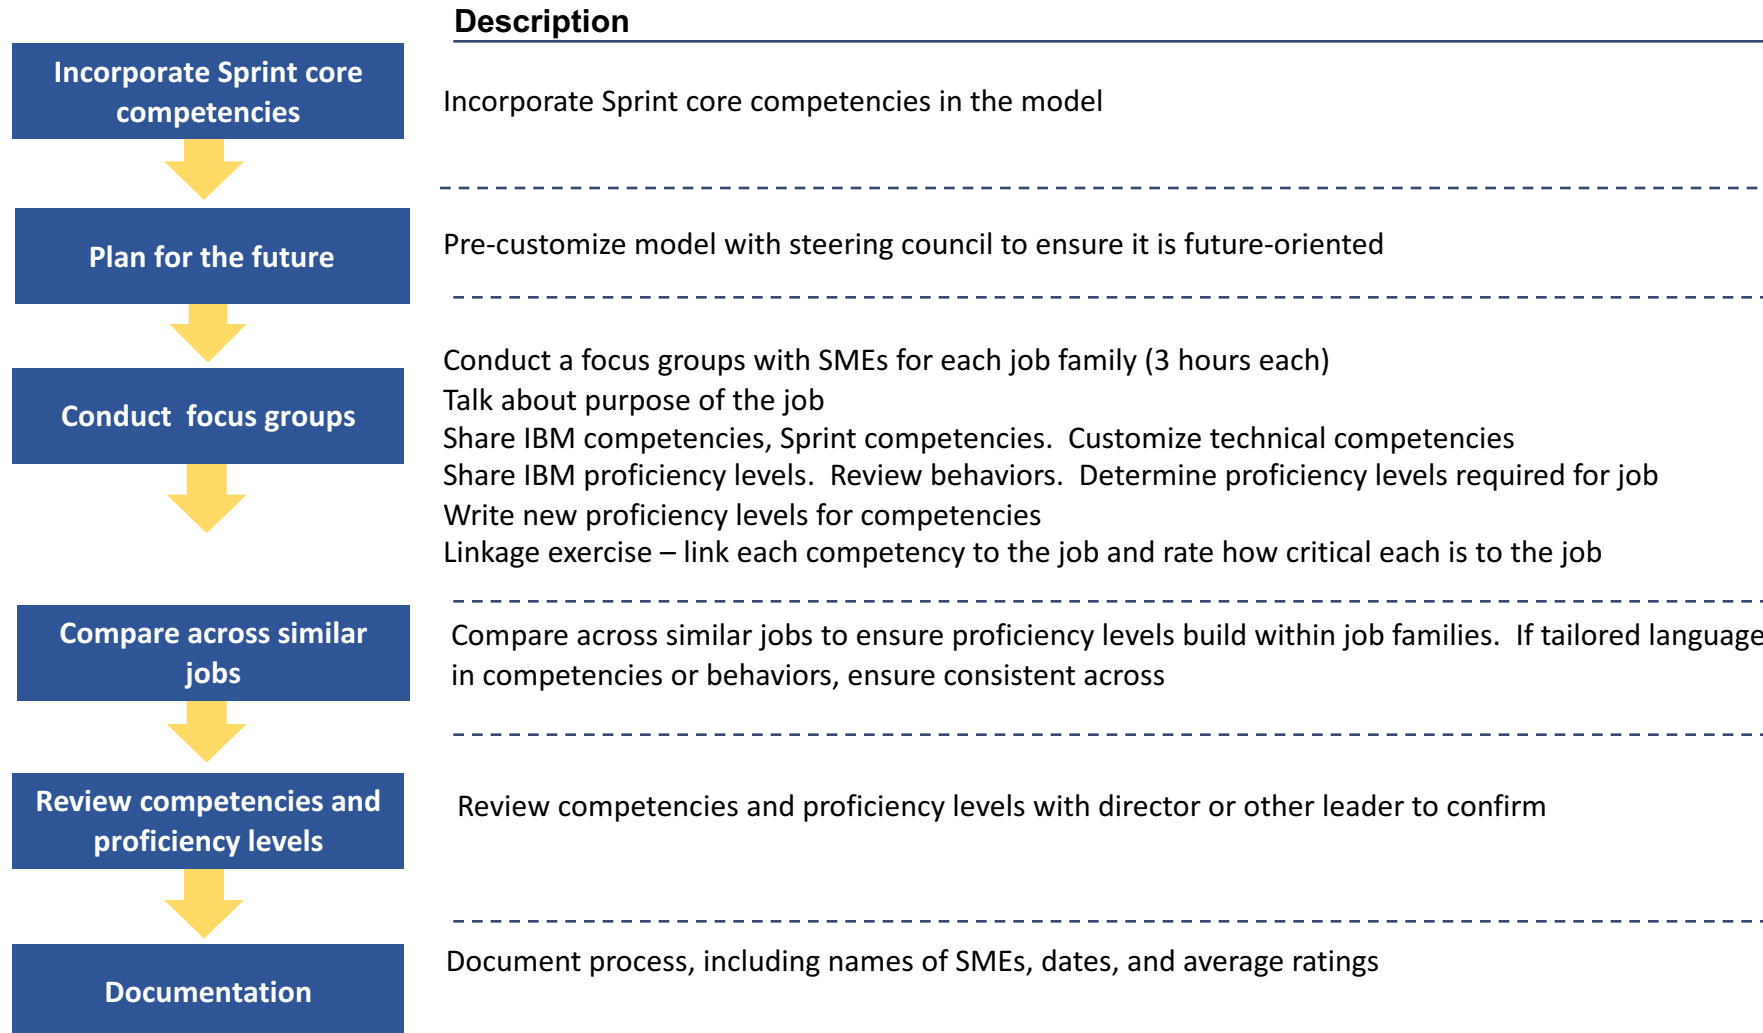 Description
Incorporate Sprint core
competencies
Incorporate Sprint core competencies in the model
Plan for the future
Pre-customize model with steering council to ensure it is future-oriented
Conduct  focus groups
Conduct a focus groups with SMEs for each job family (3 hours each)
Talk about purpose of the job
Share IBM competencies, Sprint competencies.  Customize technical competencies
Share IBM proficiency levels.  Review behaviors.  Determine proficiency levels required for job
Write new proficiency levels for competencies
Linkage exercise – link each competency to the job and rate how critical each is to the job
Compare across similar
jobs
Compare across similar jobs to ensure proficiency levels build within job families.  If tailored language
in competencies or behaviors, ensure consistent across
Review competencies and
proficiency levels
Review competencies and proficiency levels with director or other leader to confirm
Documentation
Document process, including names of SMEs, dates, and average ratings